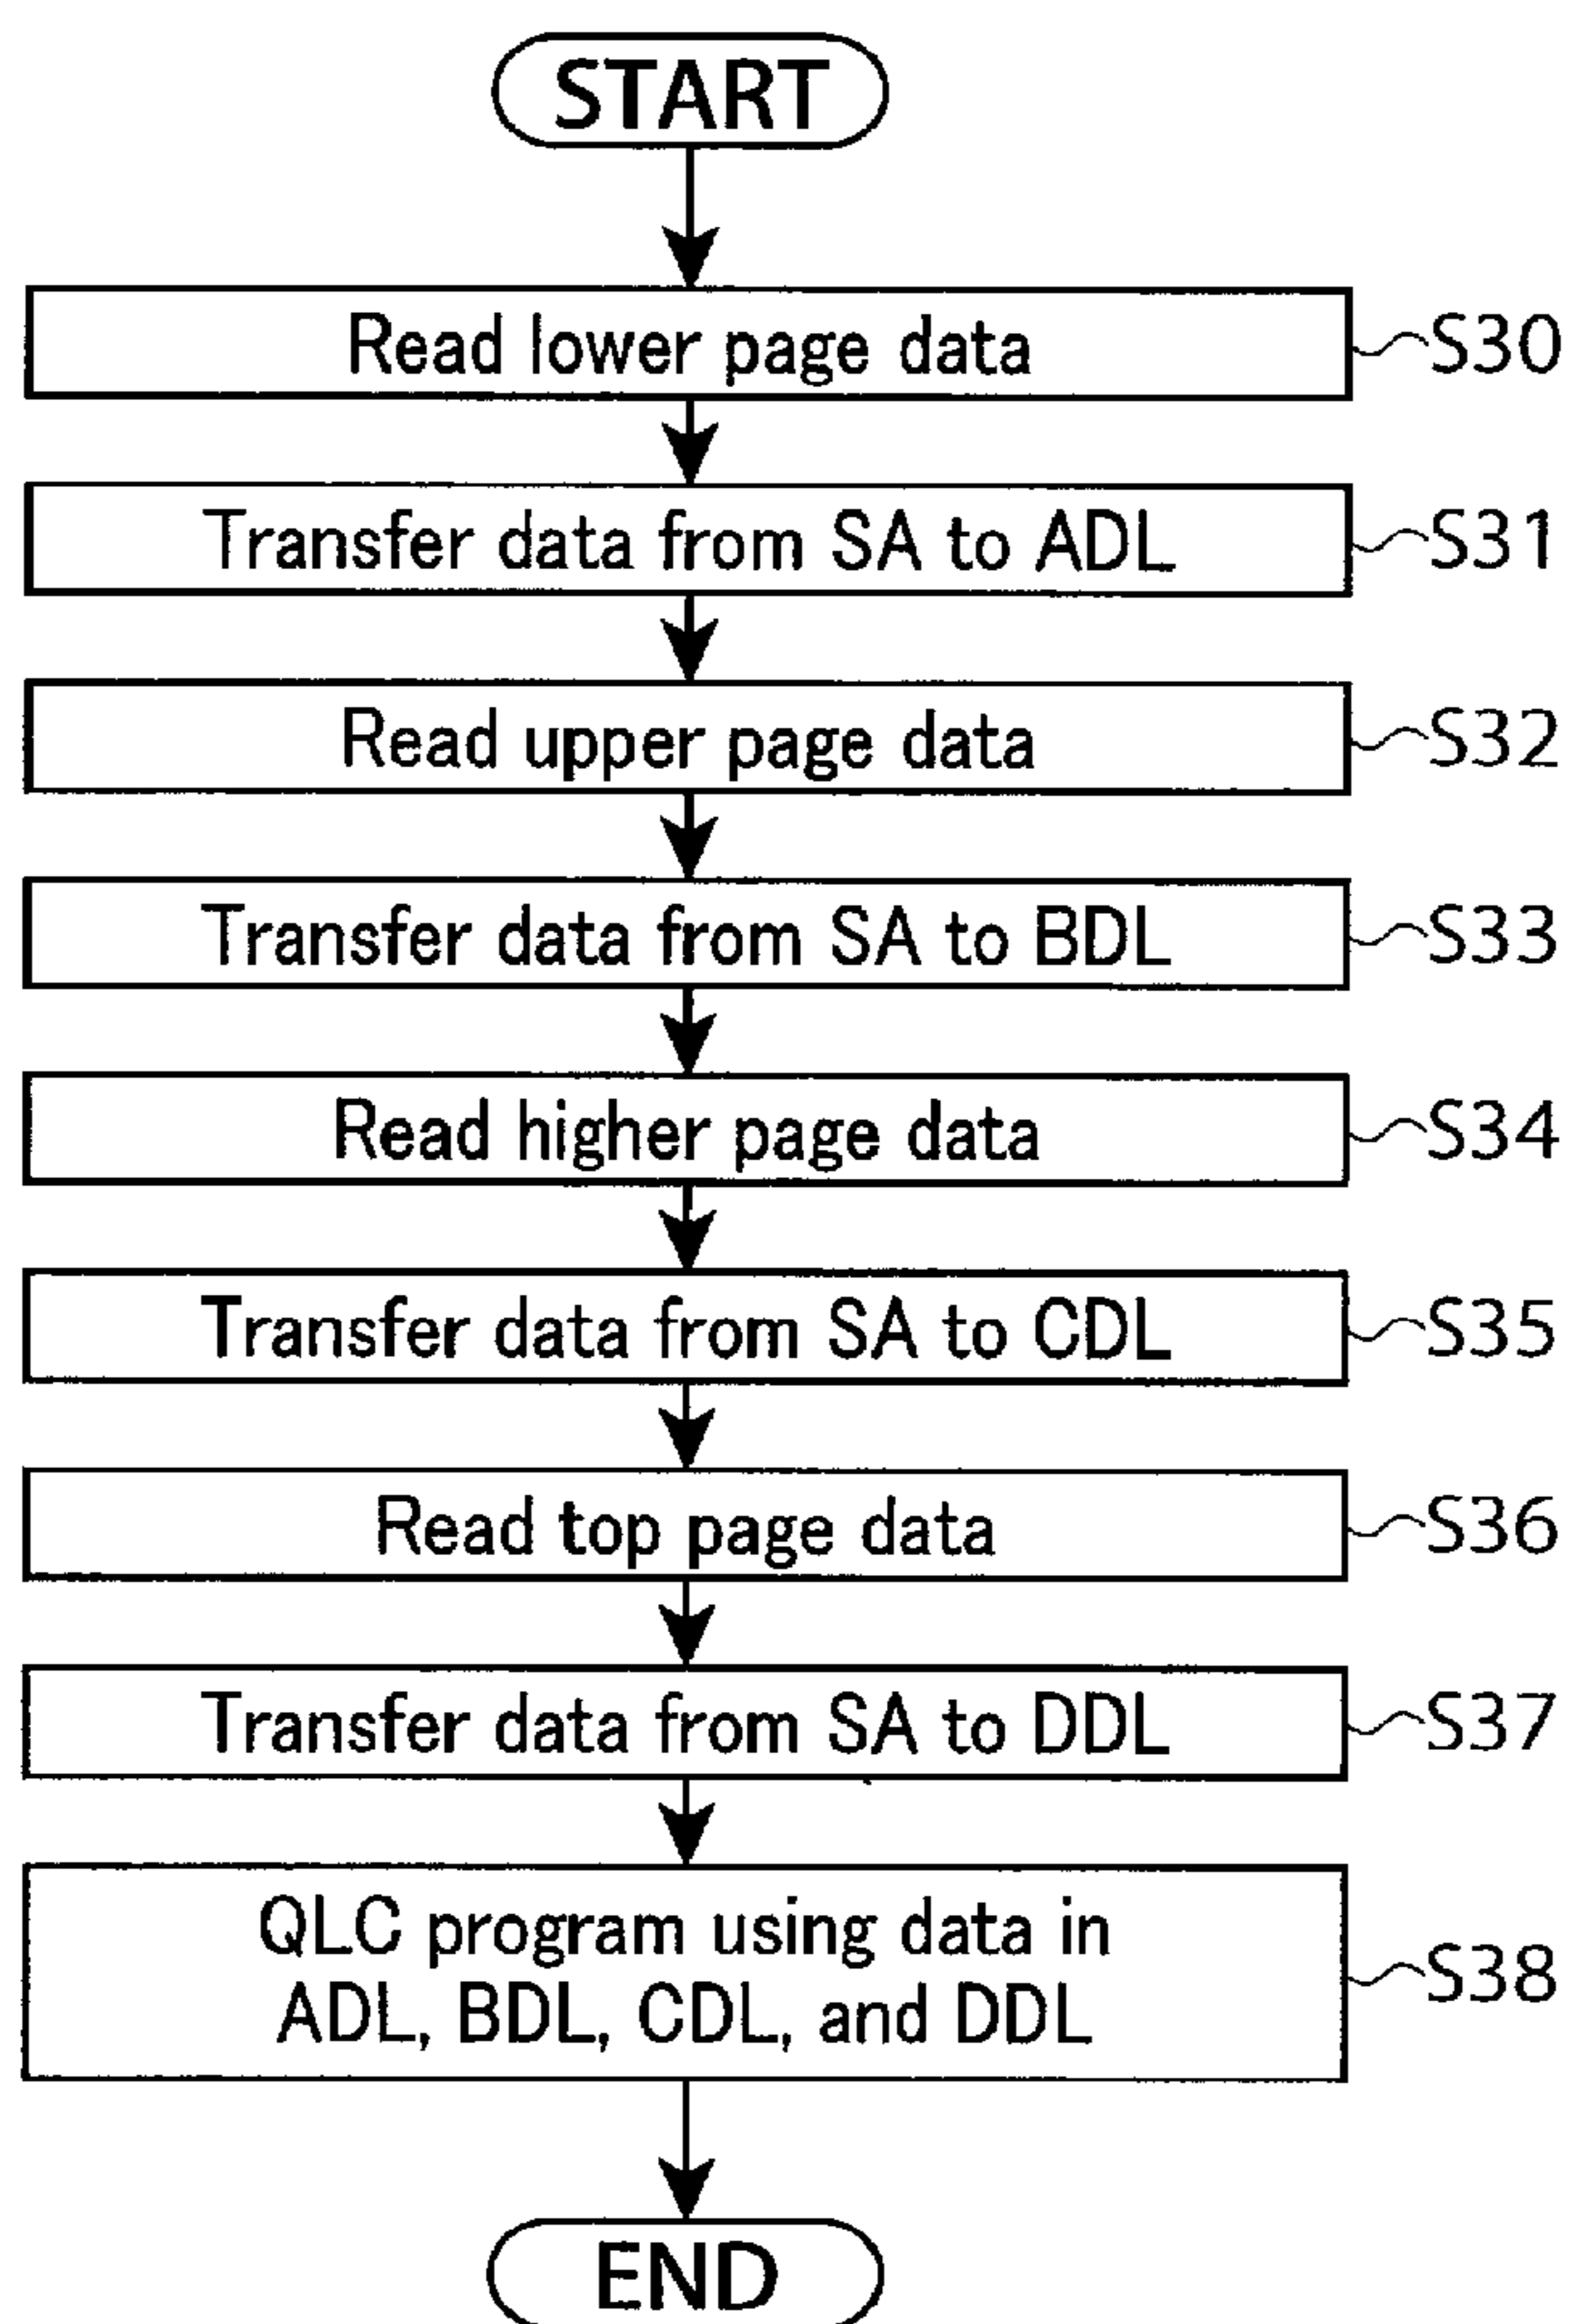 START
Read lower page data S30
Transfer data from SA to ADL S31
Read upper page data S32
Transfer data from SA to BDL S33
Read higher page data S34
Transfer data from SA to CDL S35
Read top page data S36
Transfer data from SA to DDL S37
QLC program using data in
ADL, BDL, CDL, and DDL S38
END